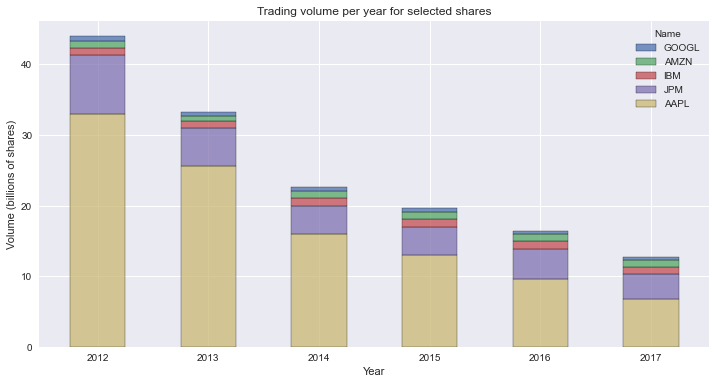 Trading volume per year for selected shares
Name
GOOGL
AMZN
IBM
JPM
AAPL
Volume (billions of shares)
40
30
20
10
0
2012 2013 2014 2015 2016 2017
Year